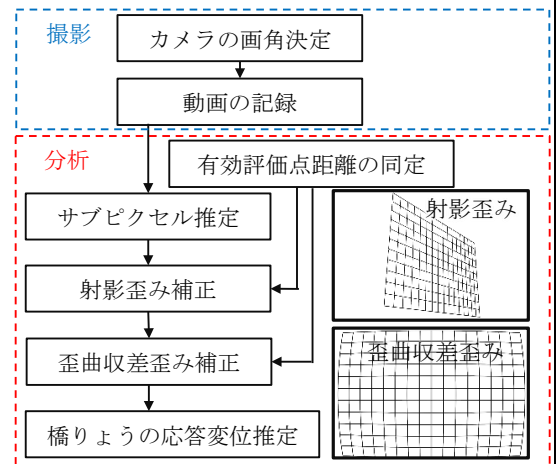 撮影
カメラの画角決定
動画の記録
分析
有効評価点距離の同定
サブピクセル推定
射影歪み
射影歪み補正
歪曲収差歪み
歪曲収差歪み補正
橋りょうの応答変位推定